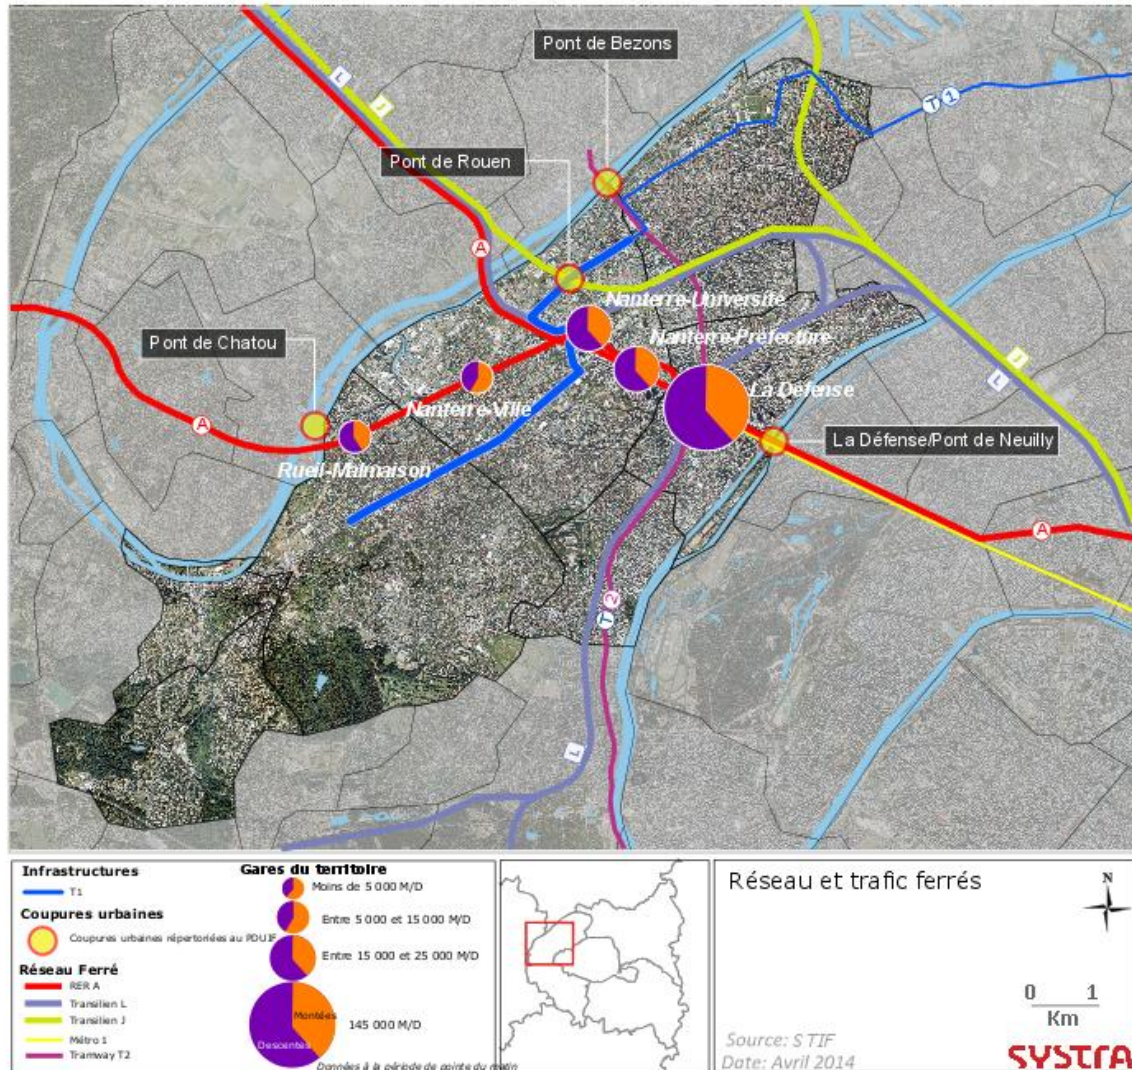 Pont de Bezons
L
J
T 1
Pont de Rouen
A
Nanterre-Université
Nanterre-Préfecture
Pont de Chatou
La Défense
Nanterre-Ville
L
J
A
La Défense/Pont de Neuilly
Rueil-Malmaison
A
T 2
L
Infrastructures
T1
Coupures urbaines
Coupures urbaines répertoriées au PDUIF
Réseau Ferré
RER A
Transilien L
Transilien J
Métro 1
Tramway T2
Gares du territoire
Moins de 5 000 M/D
Entre 5 000 et 15 000 M/D
Entre 15 000 et 25 000 M/D
Montées
145 000 M/D
Descentes
Données à la période de pointe du matin
Réseau et trafic ferrés
N
0 1
Km
Source: STIF
Date: Avril 2014
SYSTRA